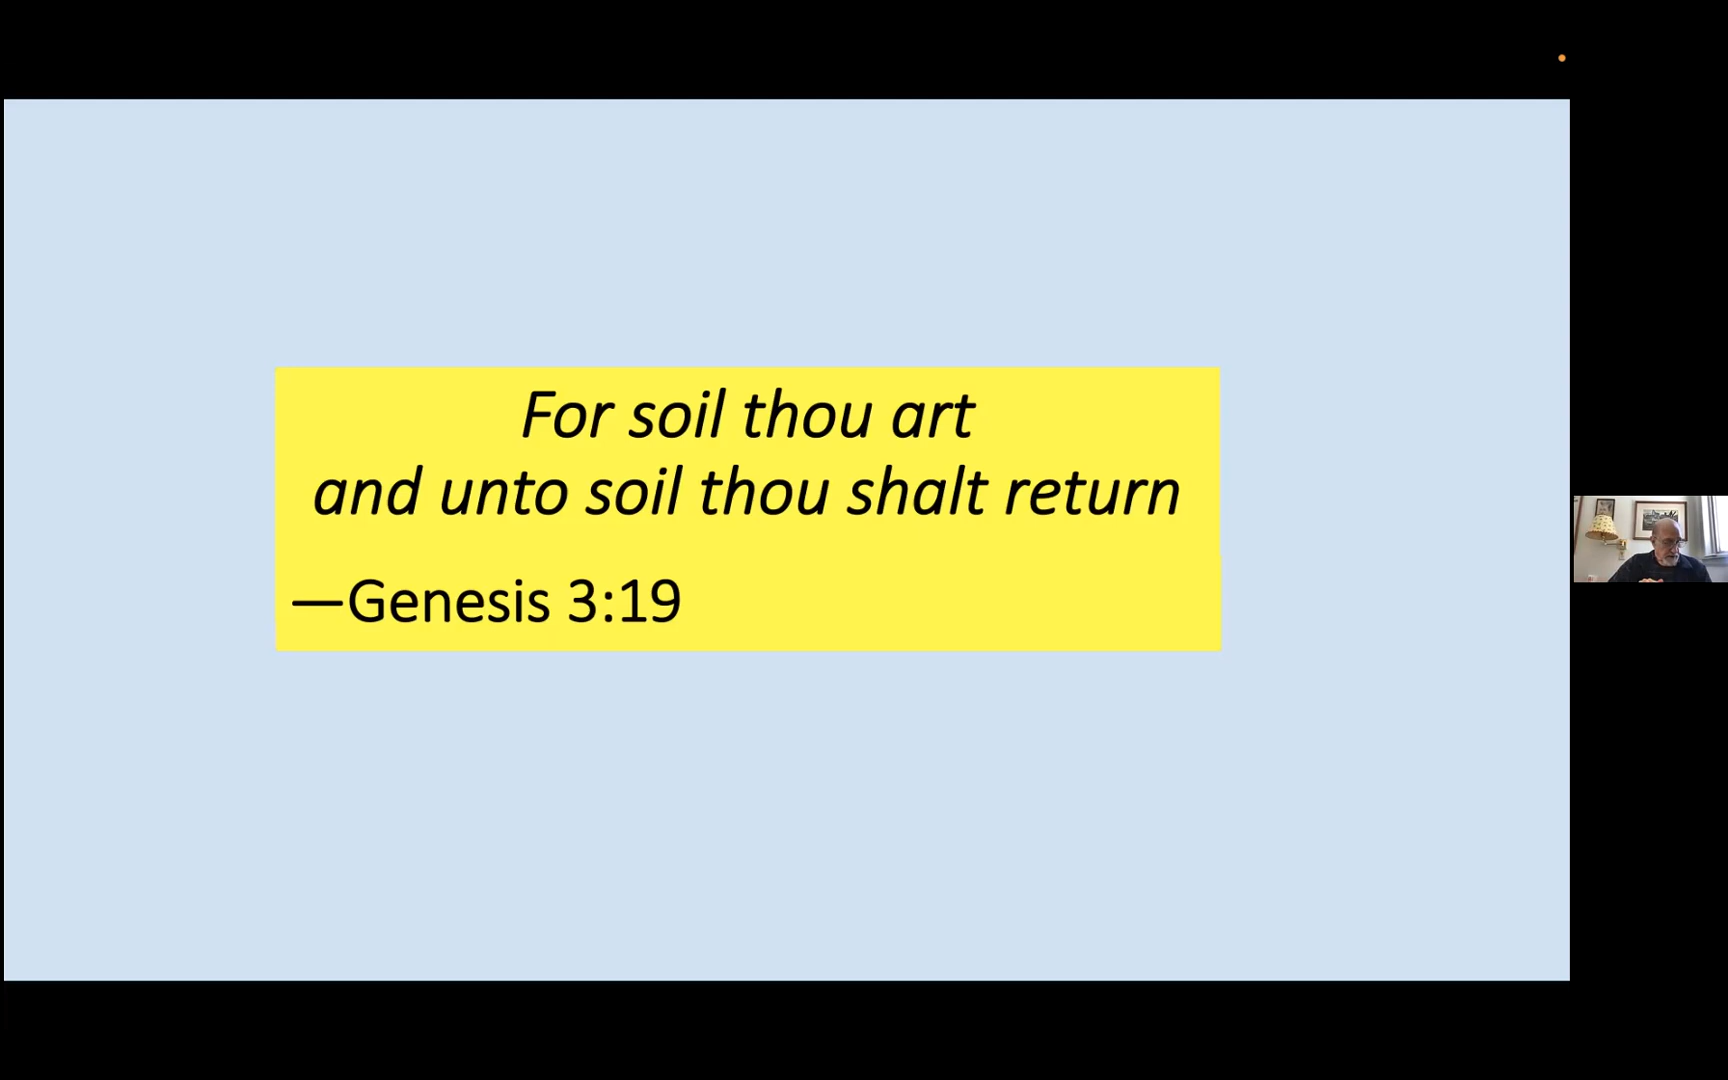 For soil thou art
and unto soil thou shalt return
—Genesis 3:19